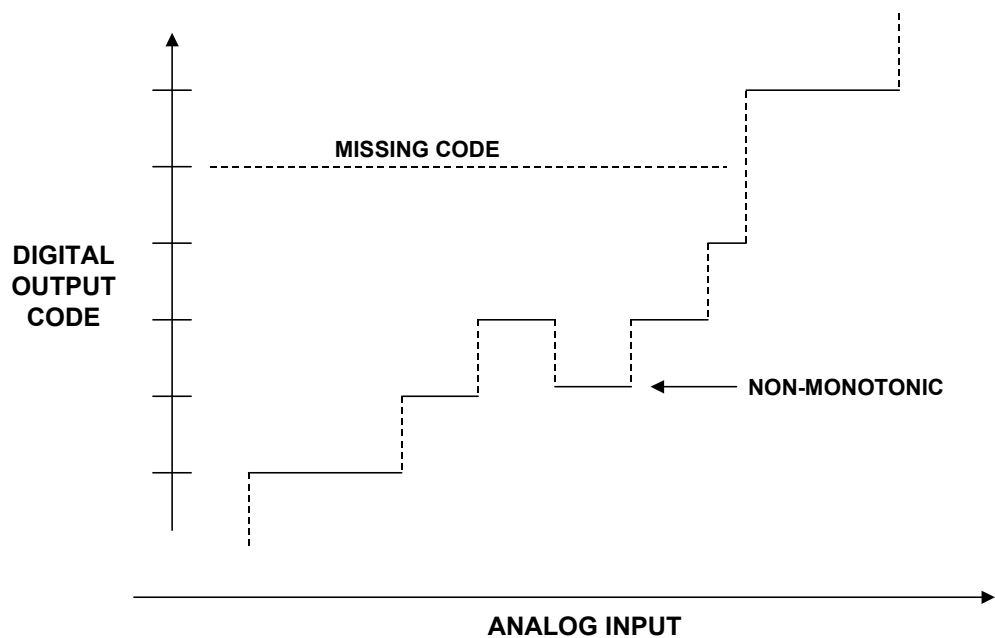 MISSING CODE
DIGITAL
OUTPUT
CODE
NON-MONOTONIC
ANALOG INPUT